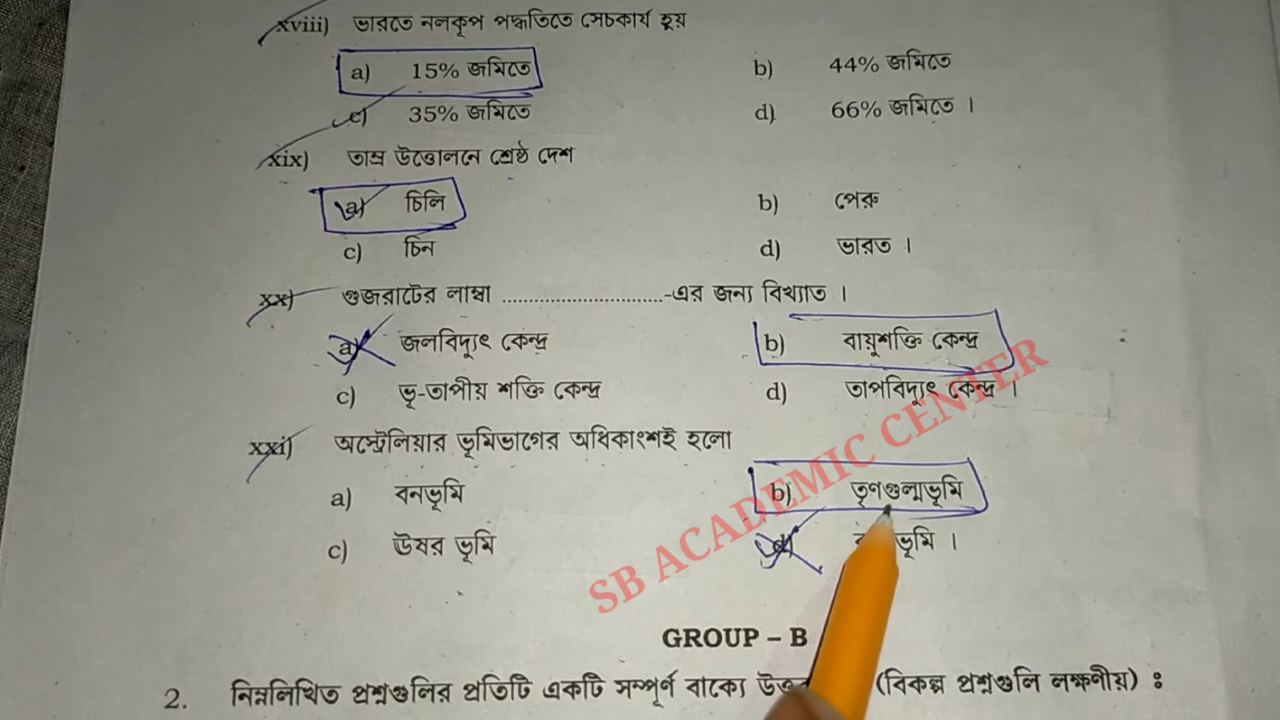 xviii) ভারতে নলকূপ পদ্ধতিতে সেচকার্য হয়
a) 15% জমিতে b) 44% জমিতে
c) 35% জমিতে d) 66% জমিতে ।
xix) তাম্র উত্তোলনে শ্রেষ্ঠ দেশ
a) চিলি b) পেরু
c) চিন d) ভারত ।
xx) গুজরাটের লাম্বা ............................-এর জন্য বিখ্যাত ।
a) জলবিদ্যুৎ কেন্দ্র b) বায়ুশক্তি কেন্দ্র
c) ভূ-তাপীয় শক্তি কেন্দ্র d) তাপবিদ্যুৎ কেন্দ্র ।
xxi) অস্ট্রেলিয়ার ভূমিভাগের অধিকাংশই হলো
a) বনভূমি b) তৃণগুল্মভূমি
c) ঊষর ভূমি d) ভূমি ।
SB ACADEMIC CENTER
GROUP – B
2. নিম্নলিখিত প্রশ্নগুলির প্রতিটি একটি সম্পূর্ণ বাক্যে (বিকল্প প্রশ্নগুলি লক্ষণীয়) :